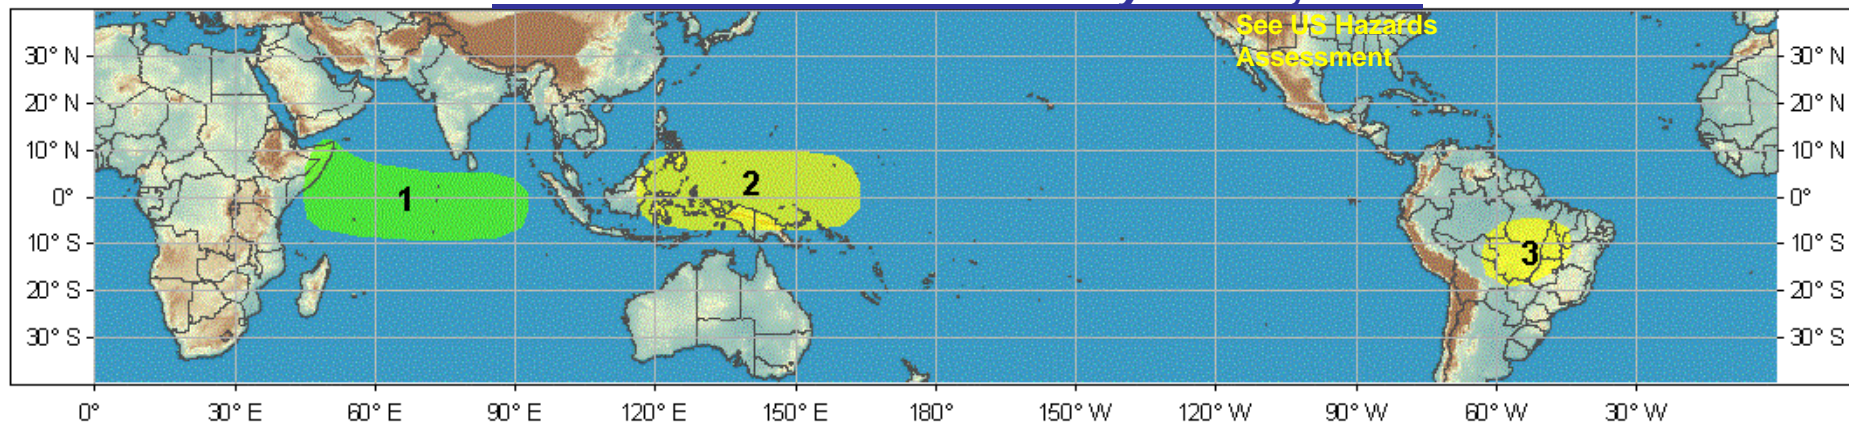 See US Hazards
Assessment
30° N
30° N
20° N
20° N
10° N
10° N
0°
0°
10° S
10° S
20° S
20° S
30° S
30° S
1
2
3
0°
30° E
60° E
90° E
120° E
150° E
180°
150° W
120° W
90° W
60° W
30° W